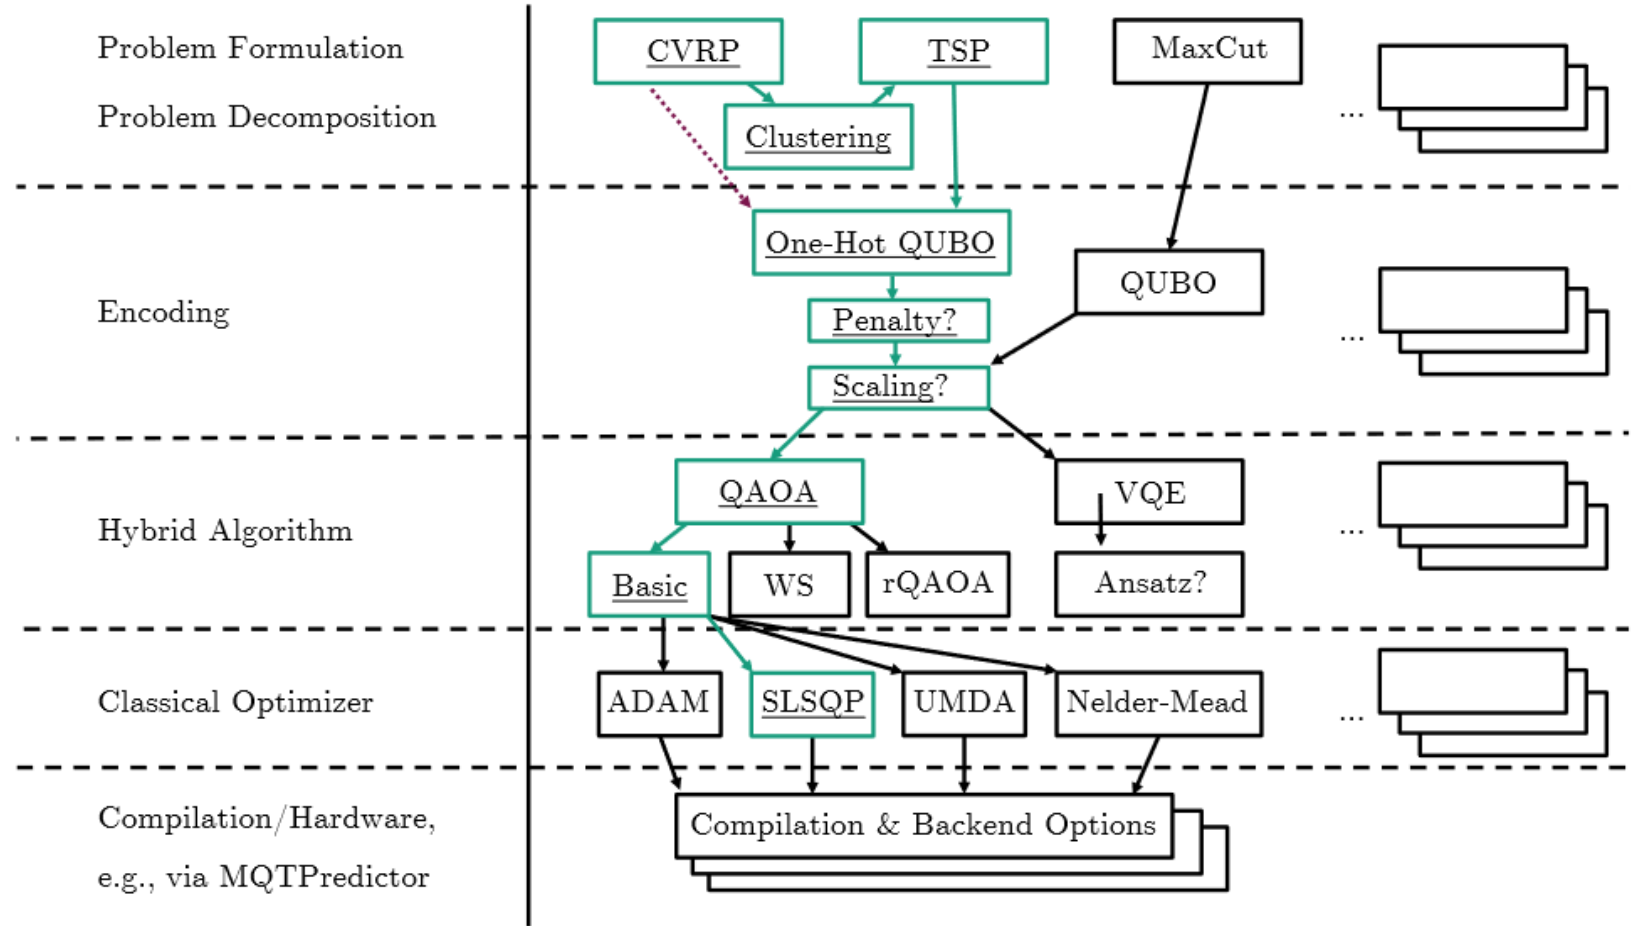 Problem Formulation
CVRP
TSP
MaxCut
Problem Decomposition
Clustering
...
One-Hot QUBO
QUBO
Encoding
Penalty?
...
Scaling?
QAOA
VQE
Hybrid Algorithm
...
Basic
WS
rQAOA
Ansatz?
Classical Optimizer
ADAM
SLSQP
UMDA
Nelder-Mead
...
Compilation/Hardware,
e.g., via MQTPredictor
Compilation & Backend Options